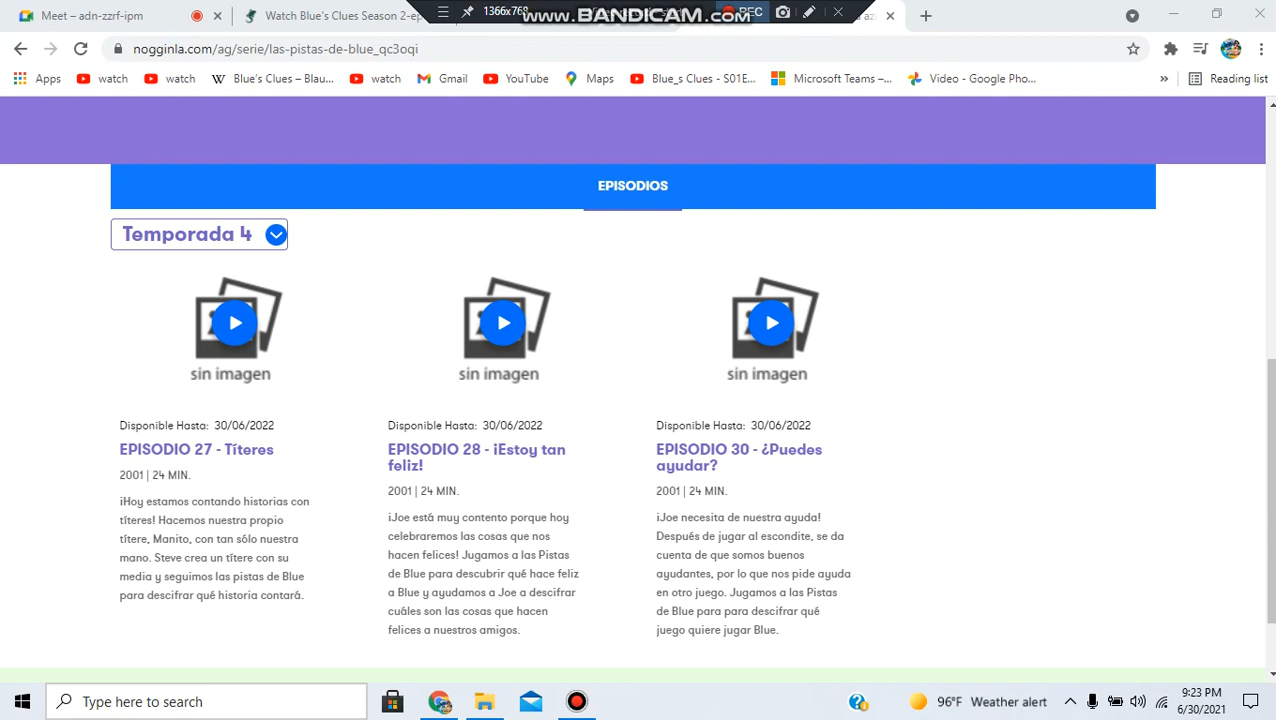 1366x768
www.BANDICAM.com
REC
Meet -
Watch Blue's Clues Season 2-ep
nogginla.com/ag/serie/las-pistas-de-blue_qc3oqi
Apps
watch
watch
Blue's Clues – Blau...
watch
Gmail
YouTube
Maps
Blue_s Clues - S01E...
Microsoft Teams –...
Video - Google Pho...
»
Reading list
EPISODIOS
Temporada 4
sin imagen
sin imagen
sin imagen
Disponible Hasta: 30/06/2022
EPISODIO 27 - Títeres
2001 | 24 MIN.
¡Hoy estamos contando historias con
títeres! Hacemos nuestra propio
títere, Manito, con tan sólo nuestra
mano. Steve crea un títere con su
media y seguimos las pistas de Blue
para descifrar qué historia contará.
Disponible Hasta: 30/06/2022
EPISODIO 28 - ¡Estoy tan
feliz!
2001 | 24 MIN.
¡Joe está muy contento porque hoy
celebraremos las cosas que nos
hacen felices! Jugamos a las Pistas
de Blue para descubrir qué hace feliz
a Blue y ayudamos a Joe a descifrar
cuáles son las cosas que hacen
felices a nuestros amigos.
Disponible Hasta: 30/06/2022
EPISODIO 30 - ¿Puedes
ayudar?
2001 | 24 MIN.
¡Joe necesita de nuestra ayuda!
Después de jugar al escondite, se da
cuenta de que somos buenos
ayudantes, por lo que nos pide ayuda
en otro juego. Jugamos a las Pistas
de Blue para para descifrar qué
juego quiere jugar Blue.
Type here to search
96°F Weather alert
9:23 PM
6/30/2021